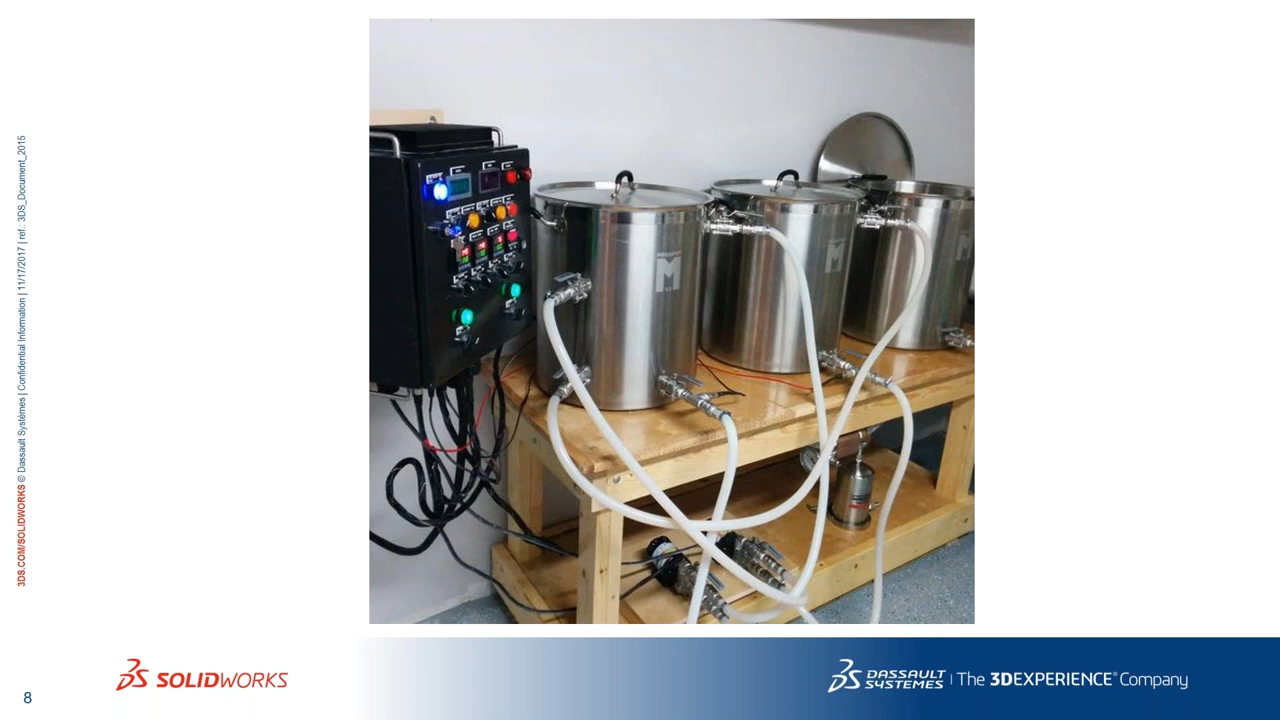 3DS.COM/SOLIDWORKS © Dassault Systèmes | Confidential Information | 11/17/2017 | ref.: 3DS_Document_2015
M
M
8
SOLIDWORKS
DASSAULT
SYSTEMES
The 3DEXPERIENCE® Company